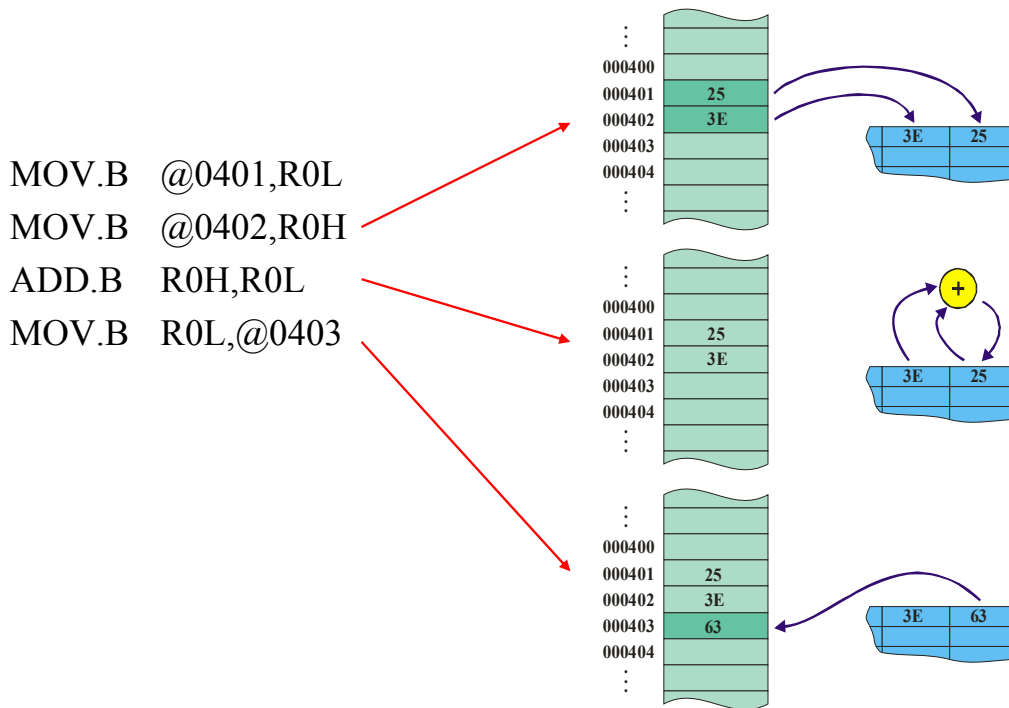 MOV.B @0401,R0L
MOV.B @0402,R0H
ADD.B R0H,R0L
MOV.B R0L,@0403
⋮
000400
000401 25
000402 3E
000403
000404
⋮
3E 25
⋮
000400
000401 25
000402 3E
000403
000404
⋮
+
3E 25
⋮
000400
000401 25
000402 3E
000403 63
000404
⋮
3E 63